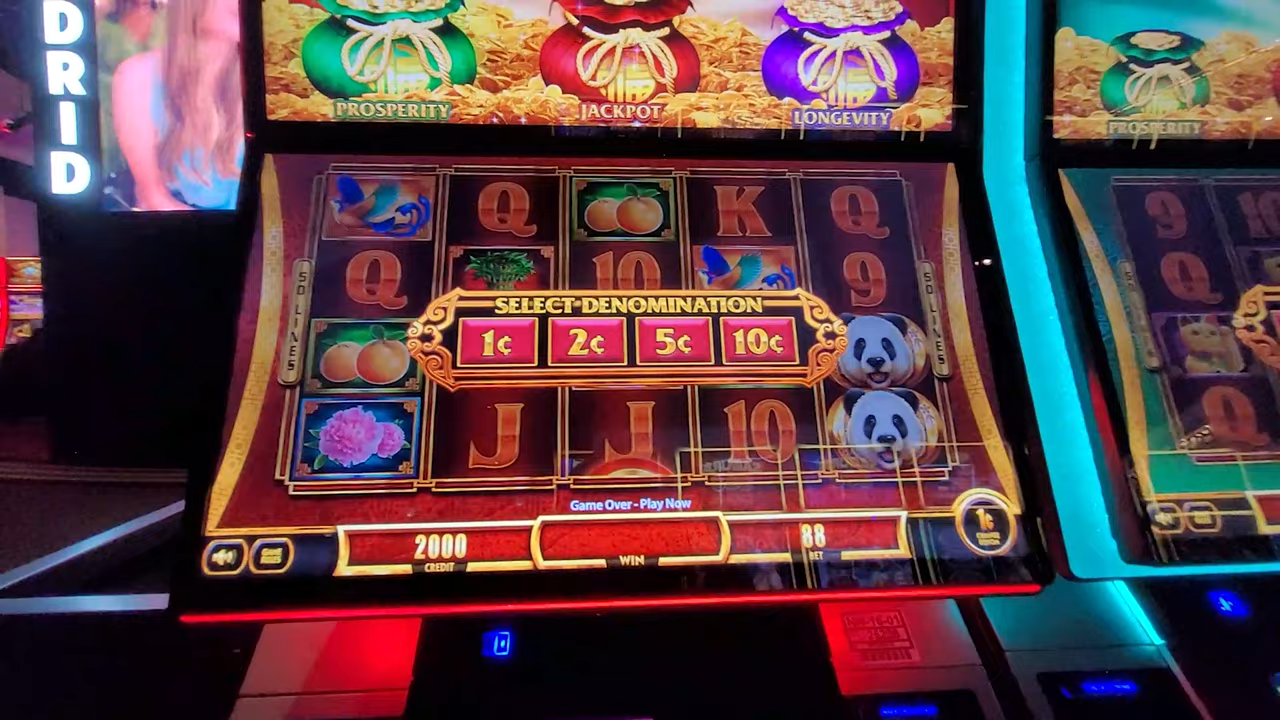 DRID
PROSPERITY
JACKPOT
LONGEVITY
PROSPERITY
Q
K
Q
9
10
Q
10
9
Q
50 LINES
50 LINES
SELECT DENOMINATION
1¢
2¢
5¢
10¢
J
J
10
Q
Game Over - Play Now
2000
CREDIT
WIN
88
BET
1¢